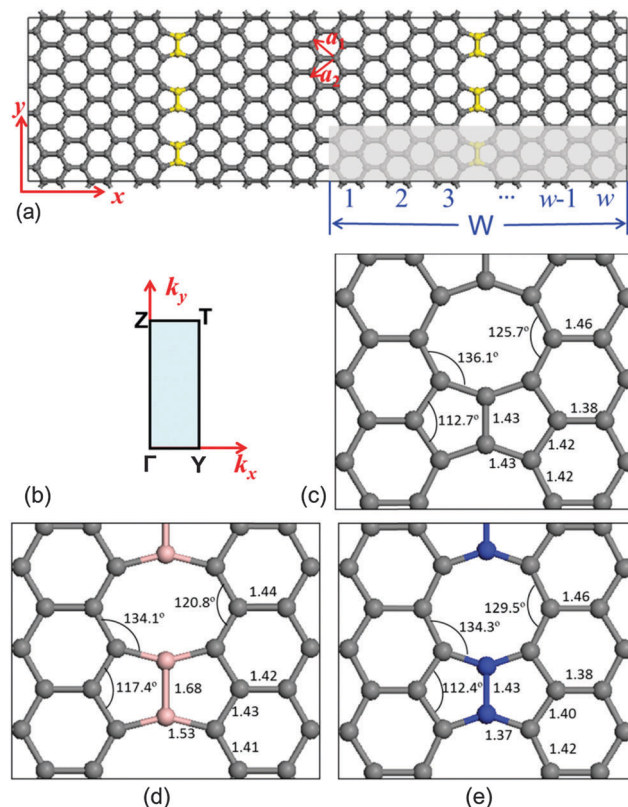 a₁
a₂
y
x
(a)
1 2 3 ... w-1 w
W
k_y
Z T
Γ Y k_x
(b)
125.7° 1.46
136.1°
1.38
112.7° 1.43
1.42
1.43 1.42
(c)
120.8° 1.44
134.1°
1.42
117.4° 1.68
1.43
1.53 1.41
(d)
129.5° 1.46
134.3°
1.38
112.4° 1.43
1.40
1.37 1.42
(e)